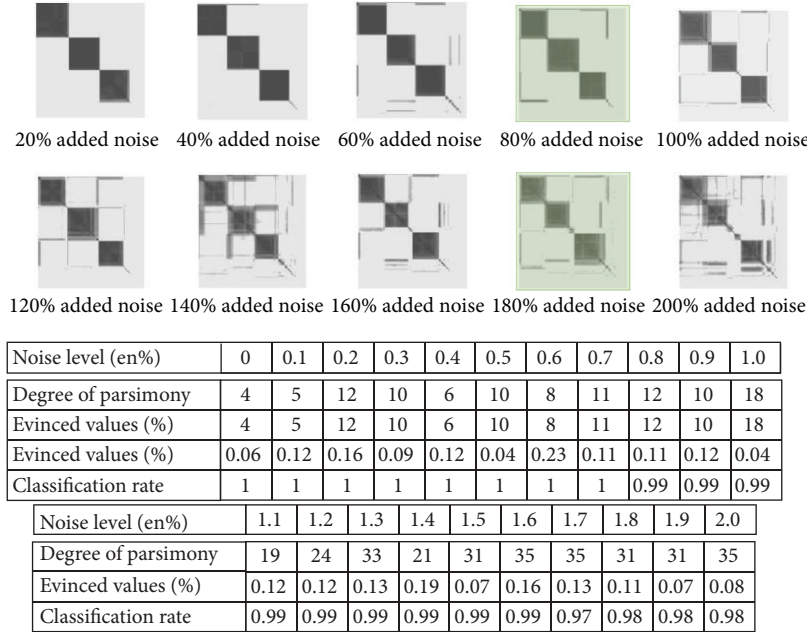 20% added noise 40% added noise 60% added noise 80% added noise 100% added noise
120% added noise 140% added noise 160% added noise 180% added noise 200% added noise
Noise level (en%) 0 0.1 0.2 0.3 0.4 0.5 0.6 0.7 0.8 0.9 1.0
Degree of parsimony 4 5 12 10 6 10 8 11 12 10 18
Evinced values (%) 4 5 12 10 6 10 8 11 12 10 18
Evinced values (%) 0.06 0.12 0.16 0.09 0.12 0.04 0.23 0.11 0.11 0.12 0.04
Classification rate 1 1 1 1 1 1 1 1 0.99 0.99 0.99
Noise level (en%) 1.1 1.2 1.3 1.4 1.5 1.6 1.7 1.8 1.9 2.0
Degree of parsimony 19 24 33 21 31 35 35 31 31 35
Evinced values (%) 0.12 0.12 0.13 0.19 0.07 0.16 0.13 0.11 0.07 0.08
Classification rate 0.99 0.99 0.99 0.99 0.99 0.99 0.97 0.98 0.98 0.98